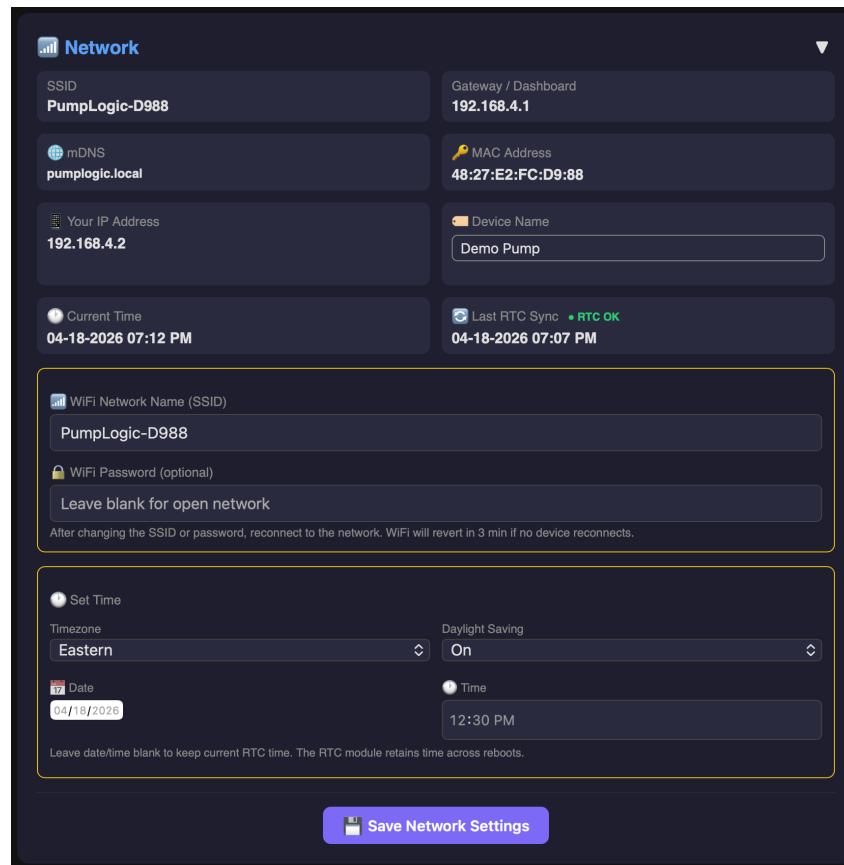 Network
SSID
PumpLogic-D988
Gateway / Dashboard
192.168.4.1
mDNS
pumplogic.local
MAC Address
48:27:E2:FC:D9:88
Your IP Address
192.168.4.2
Device Name
Demo Pump
Current Time
04-18-2026 07:12 PM
Last RTC Sync ● RTC OK
04-18-2026 07:07 PM
WiFi Network Name (SSID)
PumpLogic-D988
WiFi Password (optional)
Leave blank for open network
After changing the SSID or password, reconnect to the network. WiFi will revert in 3 min if no device reconnects.
Set Time
Timezone
Eastern
Daylight Saving
On
17 Date
04/18/2026
Time
12:30 PM
Leave date/time blank to keep current RTC time. The RTC module retains time across reboots.
Save Network Settings